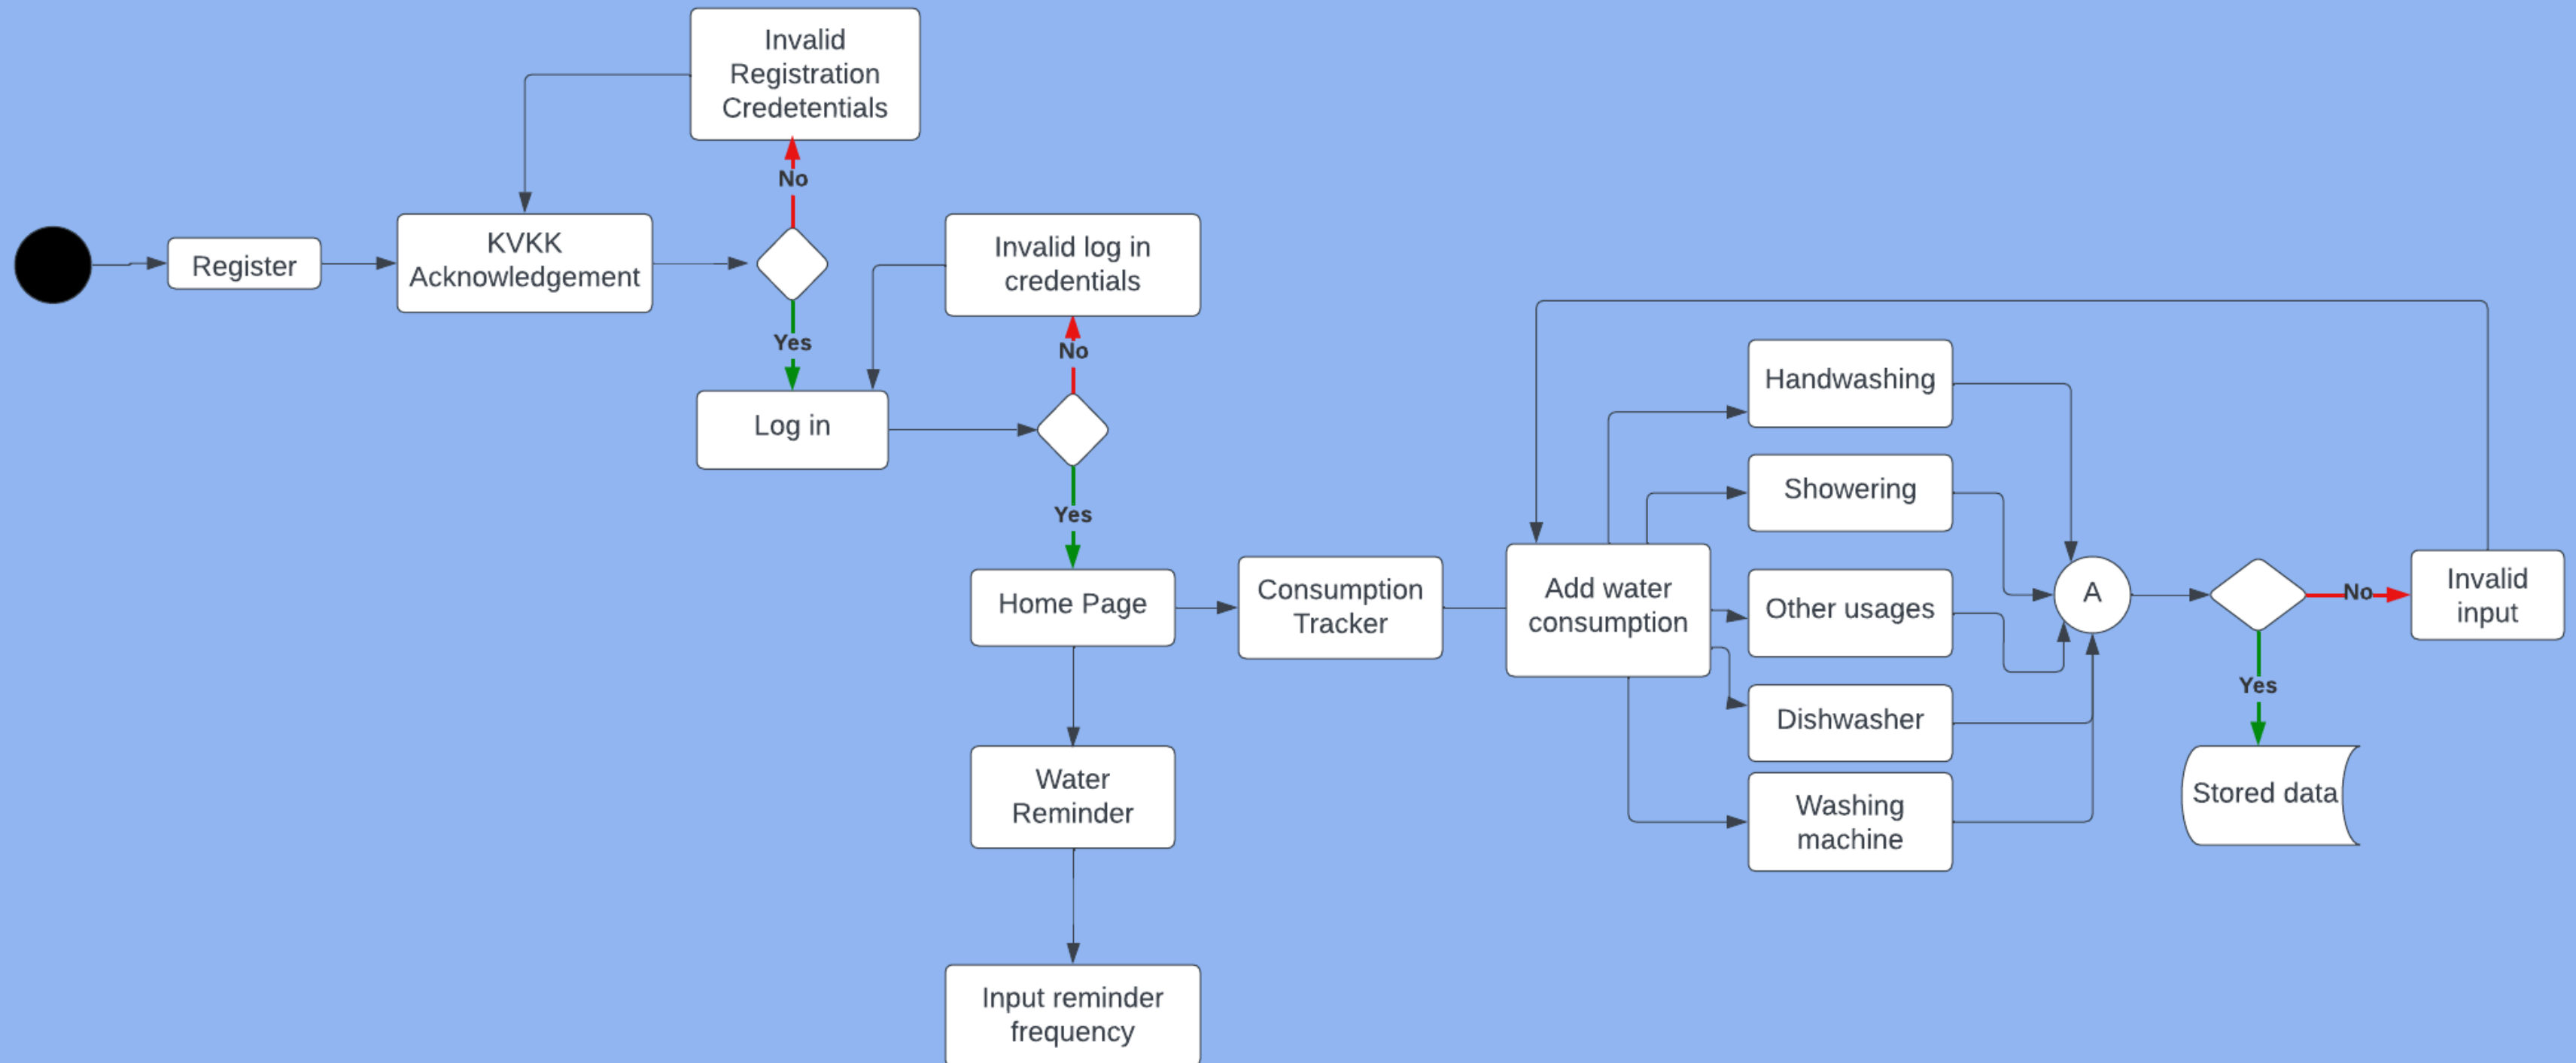 Invalid
Registration
Credetentials
No
KVKK
Acknowledgement
Register
Yes
Invalid log in
credentials
No
Log in
Yes
Home Page
Consumption
Tracker
Add water
consumption
Handwashing
Showering
Other usages
Dishwasher
Washing
machine
A
No
Invalid
input
Yes
Stored data
Water
Reminder
Input reminder
frequency